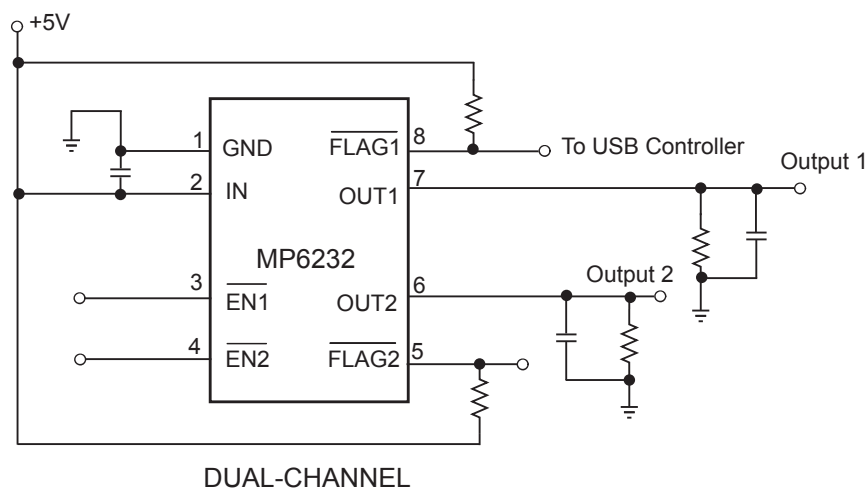 +5V
1
GND
FLAG1
8
To USB Controller
2
IN
OUT1
7
Output 1
MP6232
3
EN1
OUT2
6
Output 2
4
EN2
FLAG2
5
DUAL-CHANNEL